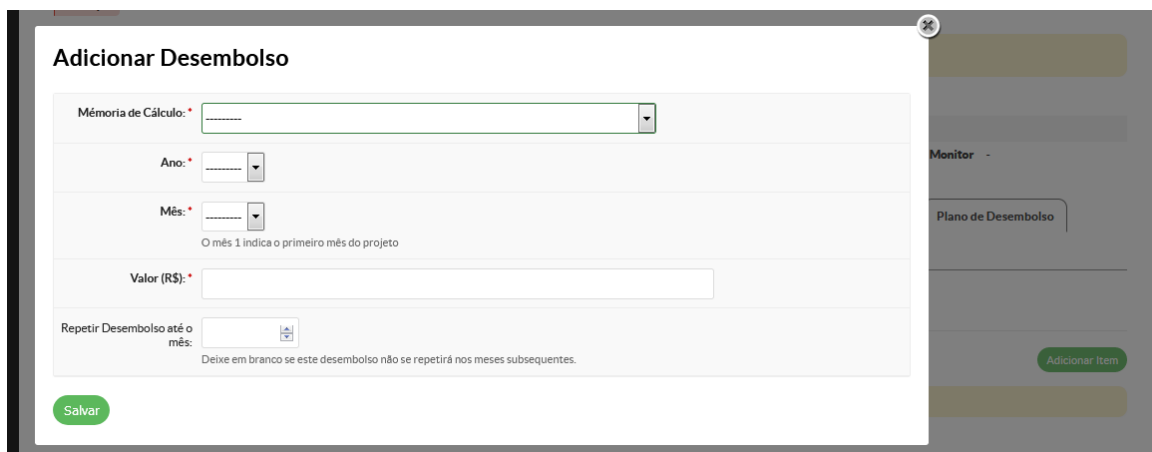 Adicionar Desembolso
Mémoria de Cálculo: * ---------
Ano: * ---------
Monitor -
Mês: * ---------
Plano de Desembolso
O mês 1 indica o primeiro mês do projeto
Valor (R$): *
Repetir Desembolso até o
mês:
Deixe em branco se este desembolso não se repetirá nos meses subsequentes.
Adicionar Item
Salvar